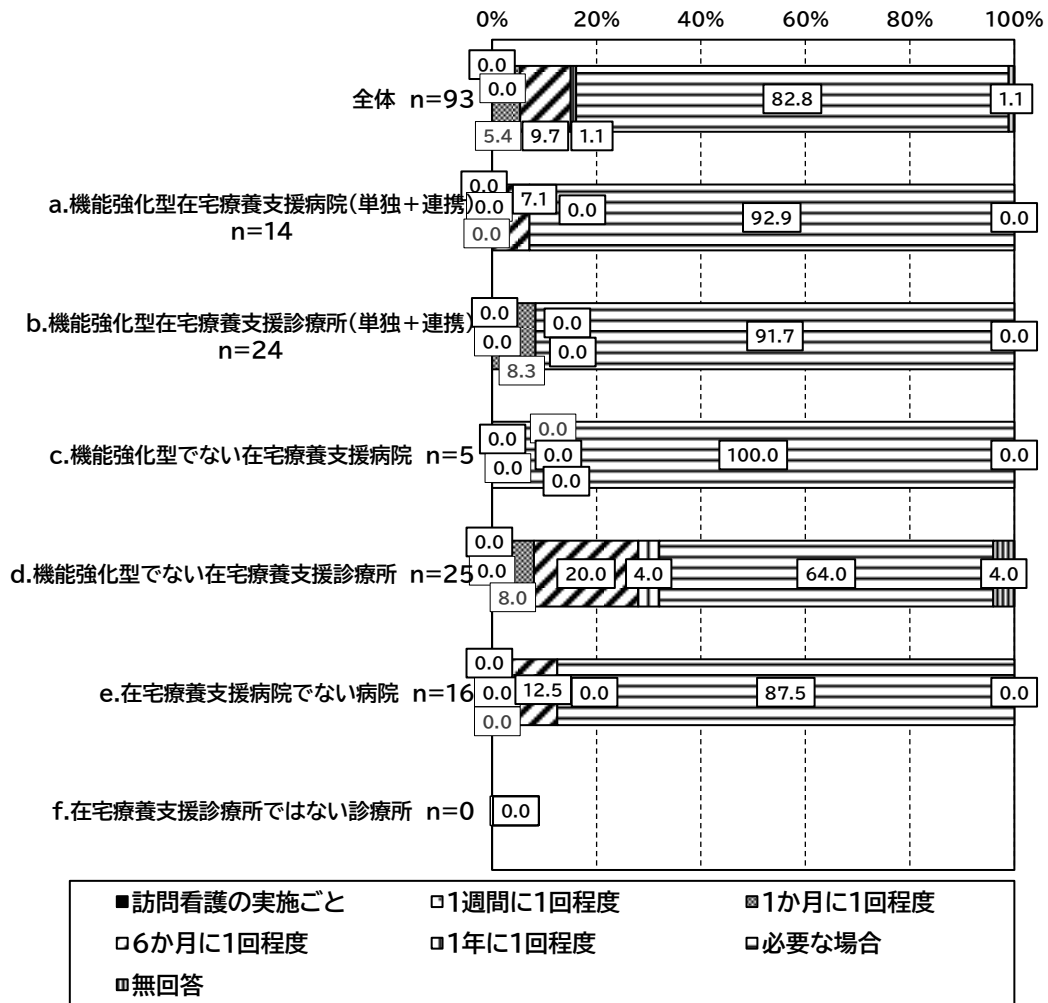 0% 20% 40% 60% 80% 100%
全体 n=93
0.0
0.0
5.4 9.7 1.1 82.8 1.1
a.機能強化型在宅療養支援病院(単独+連携)
n=14
0.0
0.0
0.0
7.1 0.0 92.9 0.0
b.機能強化型在宅療養支援診療所(単独+連携)
n=24
0.0
0.0
8.3
0.0
0.0
91.7 0.0
c.機能強化型でない在宅療養支援病院 n=5
0.0
0.0
0.0
0.0
0.0
100.0 0.0
d.機能強化型でない在宅療養支援診療所 n=25
0.0
0.0
8.0
20.0 4.0 64.0 4.0
e.在宅療養支援病院でない病院 n=16
0.0
0.0
0.0
12.5 0.0 87.5 0.0
f.在宅療養支援診療所ではない診療所 n=0
0.0
訪問看護の実施ごと 1週間に1回程度 1か月に1回程度
6か月に1回程度 1年に1回程度 必要な場合
無回答